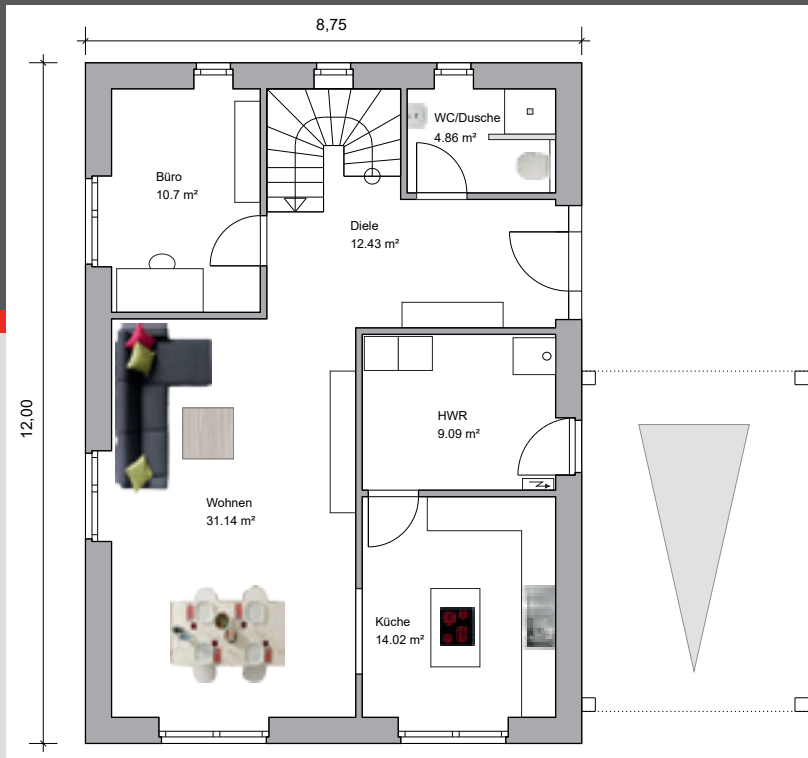 8,75
WC/Dusche
4.86 m²
Büro
10.7 m²
Diele
12.43 m²
12,00
HWR
9.09 m²
Wohnen
31.14 m²
Küche
14.02 m²